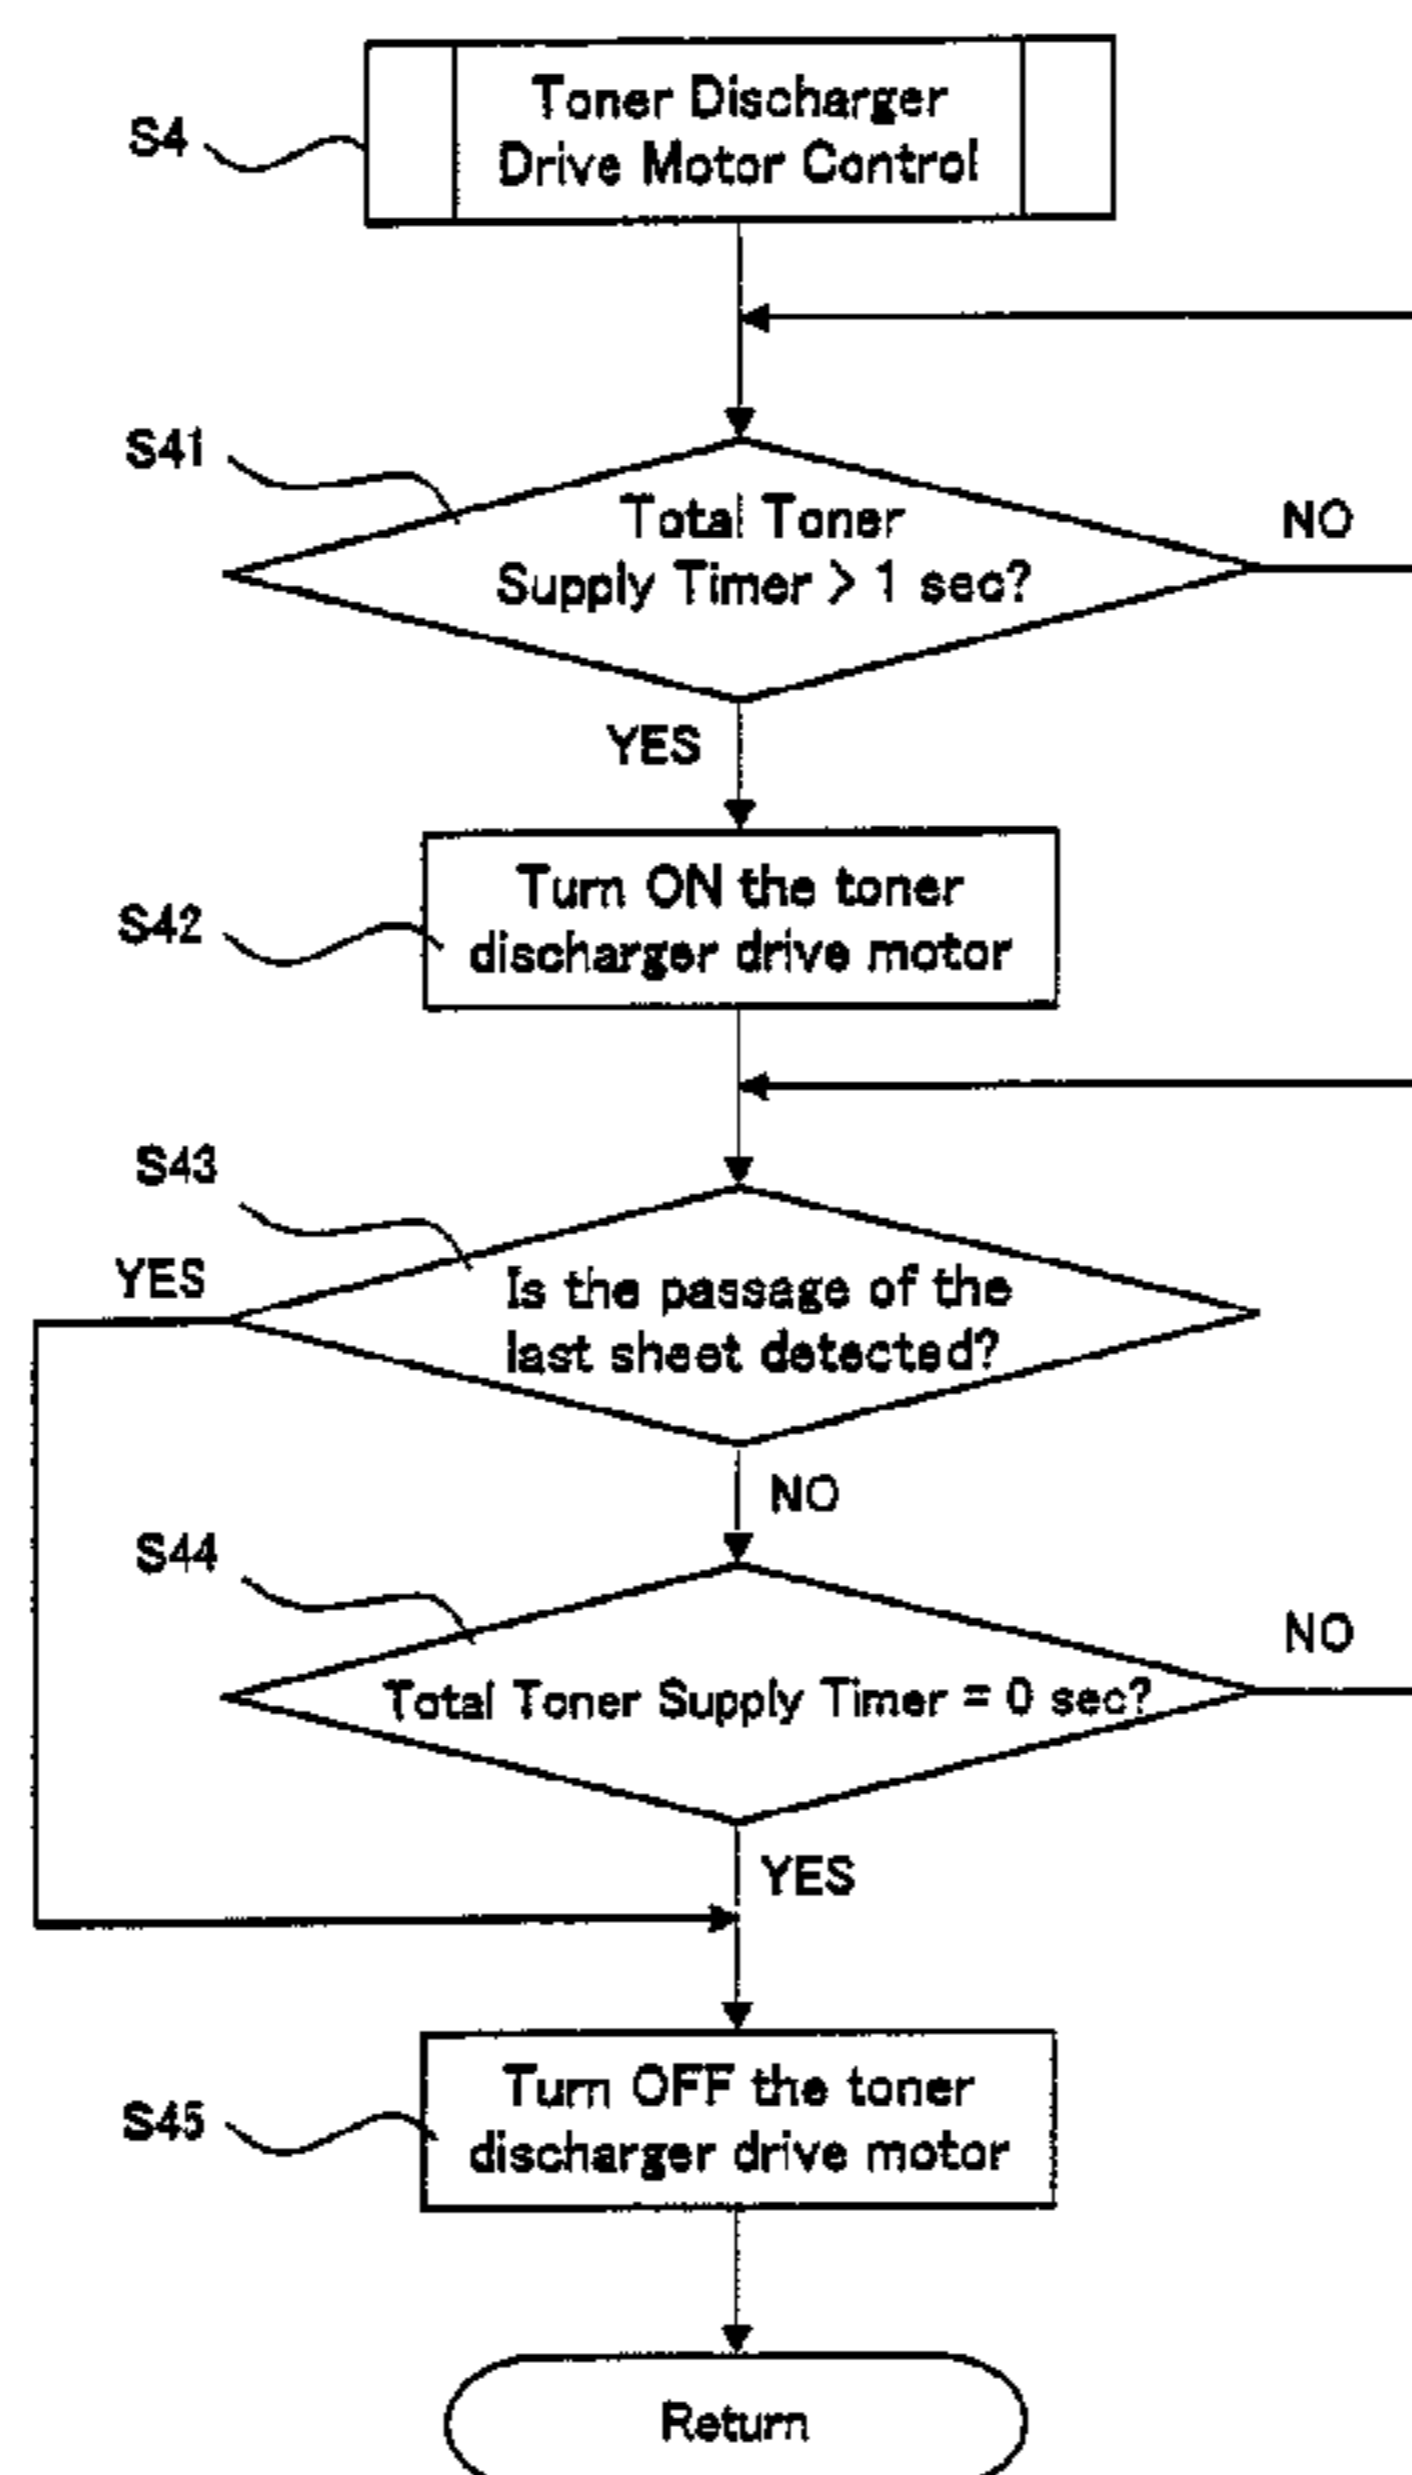 S4
Toner Discharger
Drive Motor Control
S41
Total Toner
Supply Timer > 1 sec?
NO
YES
S42
Turn ON the toner
discharger drive motor
S43
YES
Is the passage of the
last sheet detected?
NO
S44
Total Toner Supply Timer = 0 sec?
NO
YES
S45
Turn OFF the toner
discharger drive motor
Return